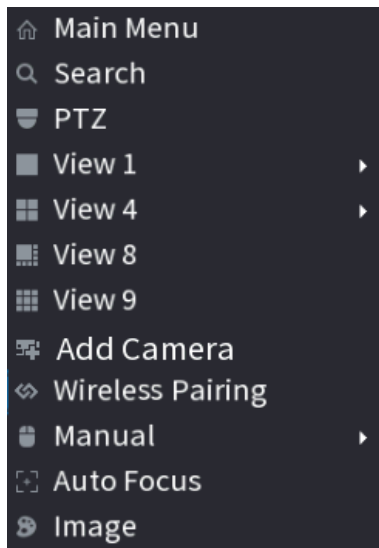 Main Menu
Search
PTZ
View 1
View 4
View 8
View 9
Add Camera
Wireless Pairing
Manual
Auto Focus
Image